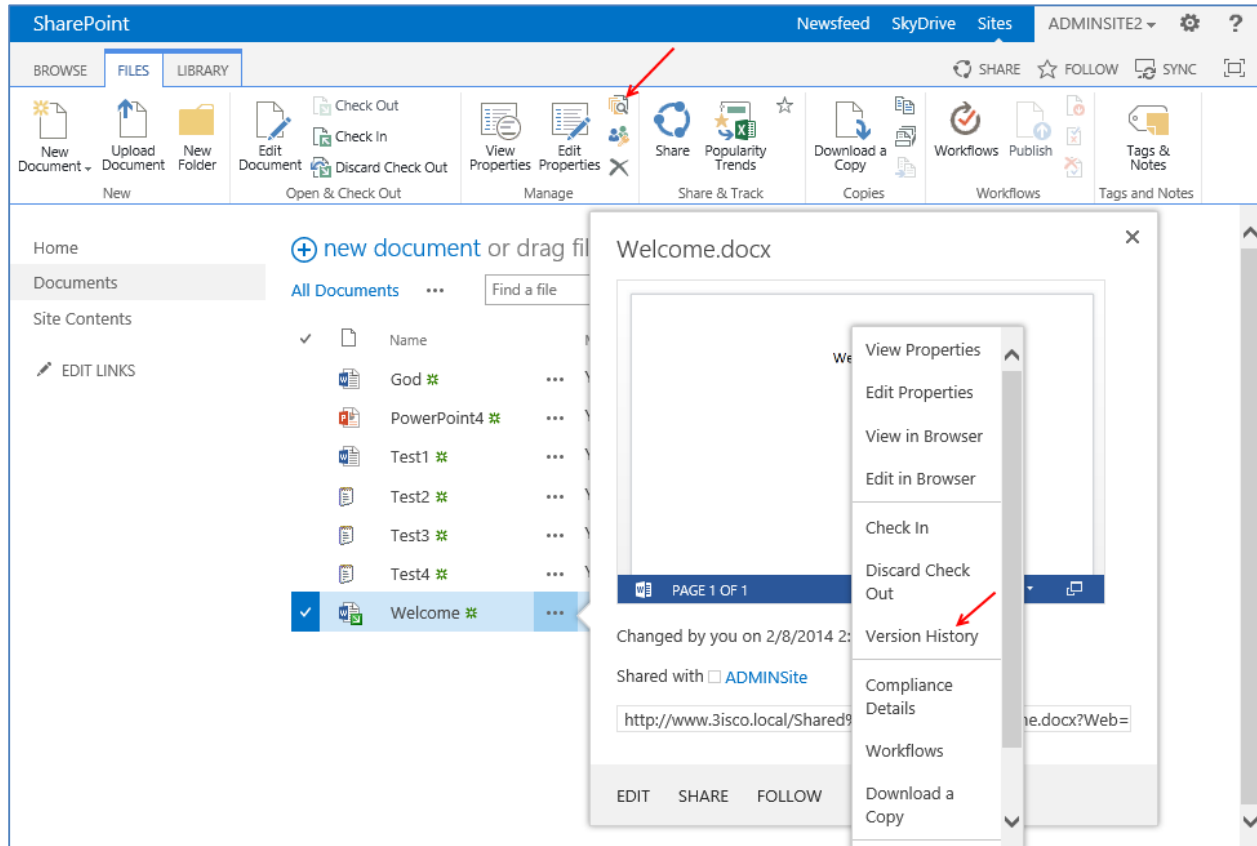 SharePoint
Newsfeed SkyDrive Sites ADMINSITE2 ?
BROWSE FILES LIBRARY
SHARE FOLLOW SYNC
New Document
Upload Document
New Folder
New
Edit Document
Check Out
Check In
Discard Check Out
Open & Check Out
View Properties
Edit Properties
Manage
Share
Popularity Trends
Share & Track
Download a Copy
Copies
Workflows
Publish
Workflows
Tags & Notes
Tags and Notes
Home
Documents
Site Contents
EDIT LINKS
new document or drag fil
All Documents ...
Find a file
Name
God
PowerPoint4
Test1
Test2
Test3
Test4
Welcome
Welcome.docx
We
PAGE 1 OF 1
Changed by you on 2/8/2014 2:
Shared with ADMINSite
http://www.3isco.local/Shared% ne.docx?Web=
EDIT SHARE FOLLOW
View Properties
Edit Properties
View in Browser
Edit in Browser
Check In
Discard Check
Out
Version History
Compliance
Details
Workflows
Download a
Copy